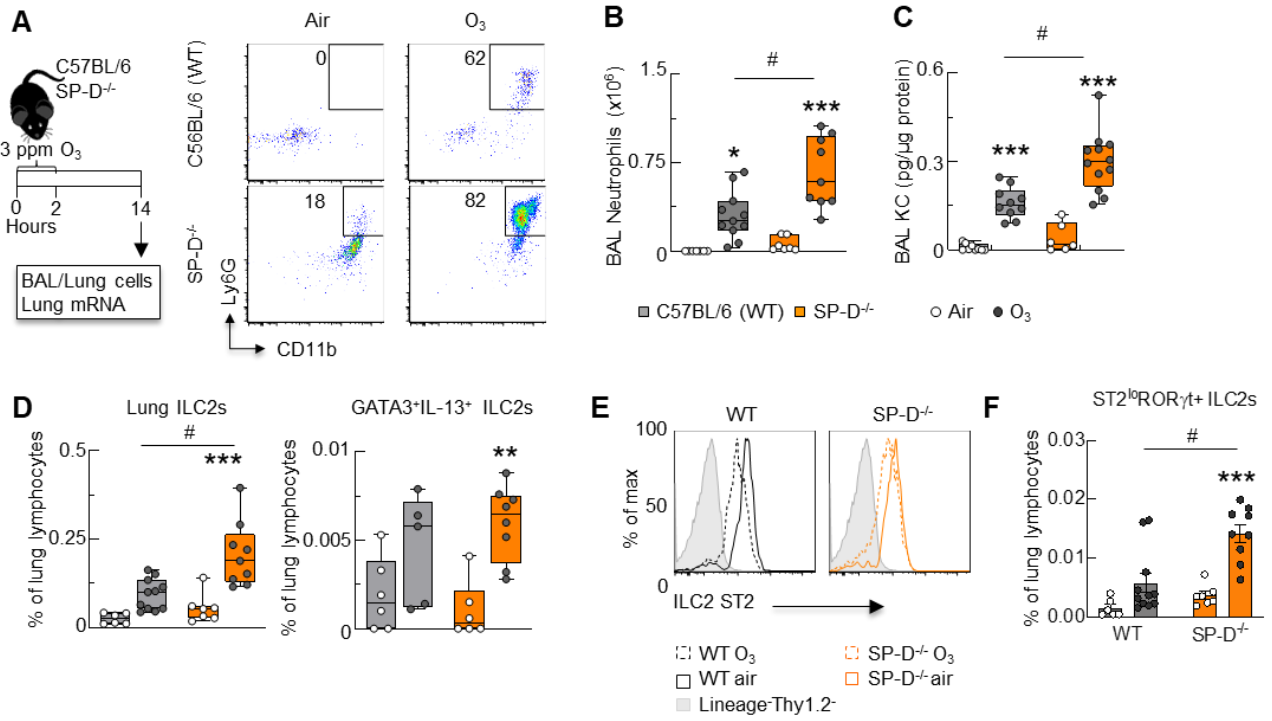 A
Air
O3
C57BL/6
SP-D-/-
3 ppm O3
0
2
14
Hours
BAL/Lung cells
Lung mRNA
C56BL/6 (WT)
SP-D-/-
0
62
18
82
Ly6G
CD11b
B
BAL Neutrophils (x10⁶)
1.5
0.75
0
#
*
***
C
BAL KC (pg/µg protein)
0.6
0.3
0
#
***
***
C57BL/6 (WT)
SP-D-/-
Air
O3
D
Lung ILC2s
% of lung lymphocytes
0.5
0.25
0
#
***
GATA3⁺IL-13⁺ ILC2s
% of lung lymphocytes
0.01
0.005
0
**
E
WT
SP-D-/-
% of max
100
50
0
ILC2 ST2
WT O3
SP-D-/- O3
WT air
SP-D-/- air
Lineage-Thy1.2-
F
ST2loRORγt+ ILC2s
% of lung lymphocytes
0.03
0.02
0.01
0.00
#
***
WT
SP-D-/-